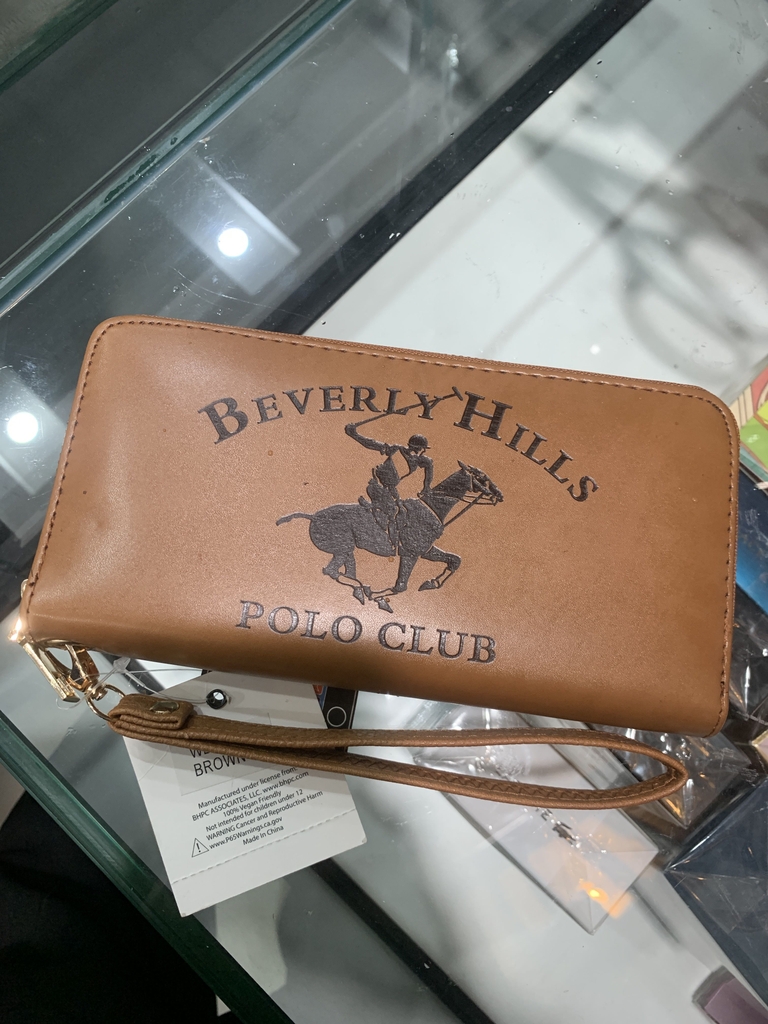 BEVERLY HILLS
POLO CLUB
BROWN
Manufactured under license from
BHPC ASSOCIATES, LLC. www.bhpc.com
100% Vegan Friendly
Not intended for children under 12
WARNING Cancer and Reproductive Harm
www.P65Warnings.ca.gov
Made in China